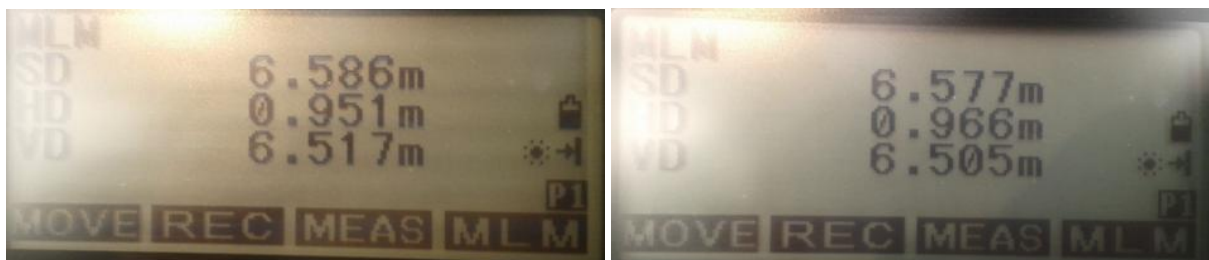 MLM
SD 6.586m
HD 0.951m
VD 6.517m
P1
MOVE REC MEAS MLM
MLM
SD 6.577m
HD 0.966m
VD 6.505m
P1
MOVE REC MEAS MLM